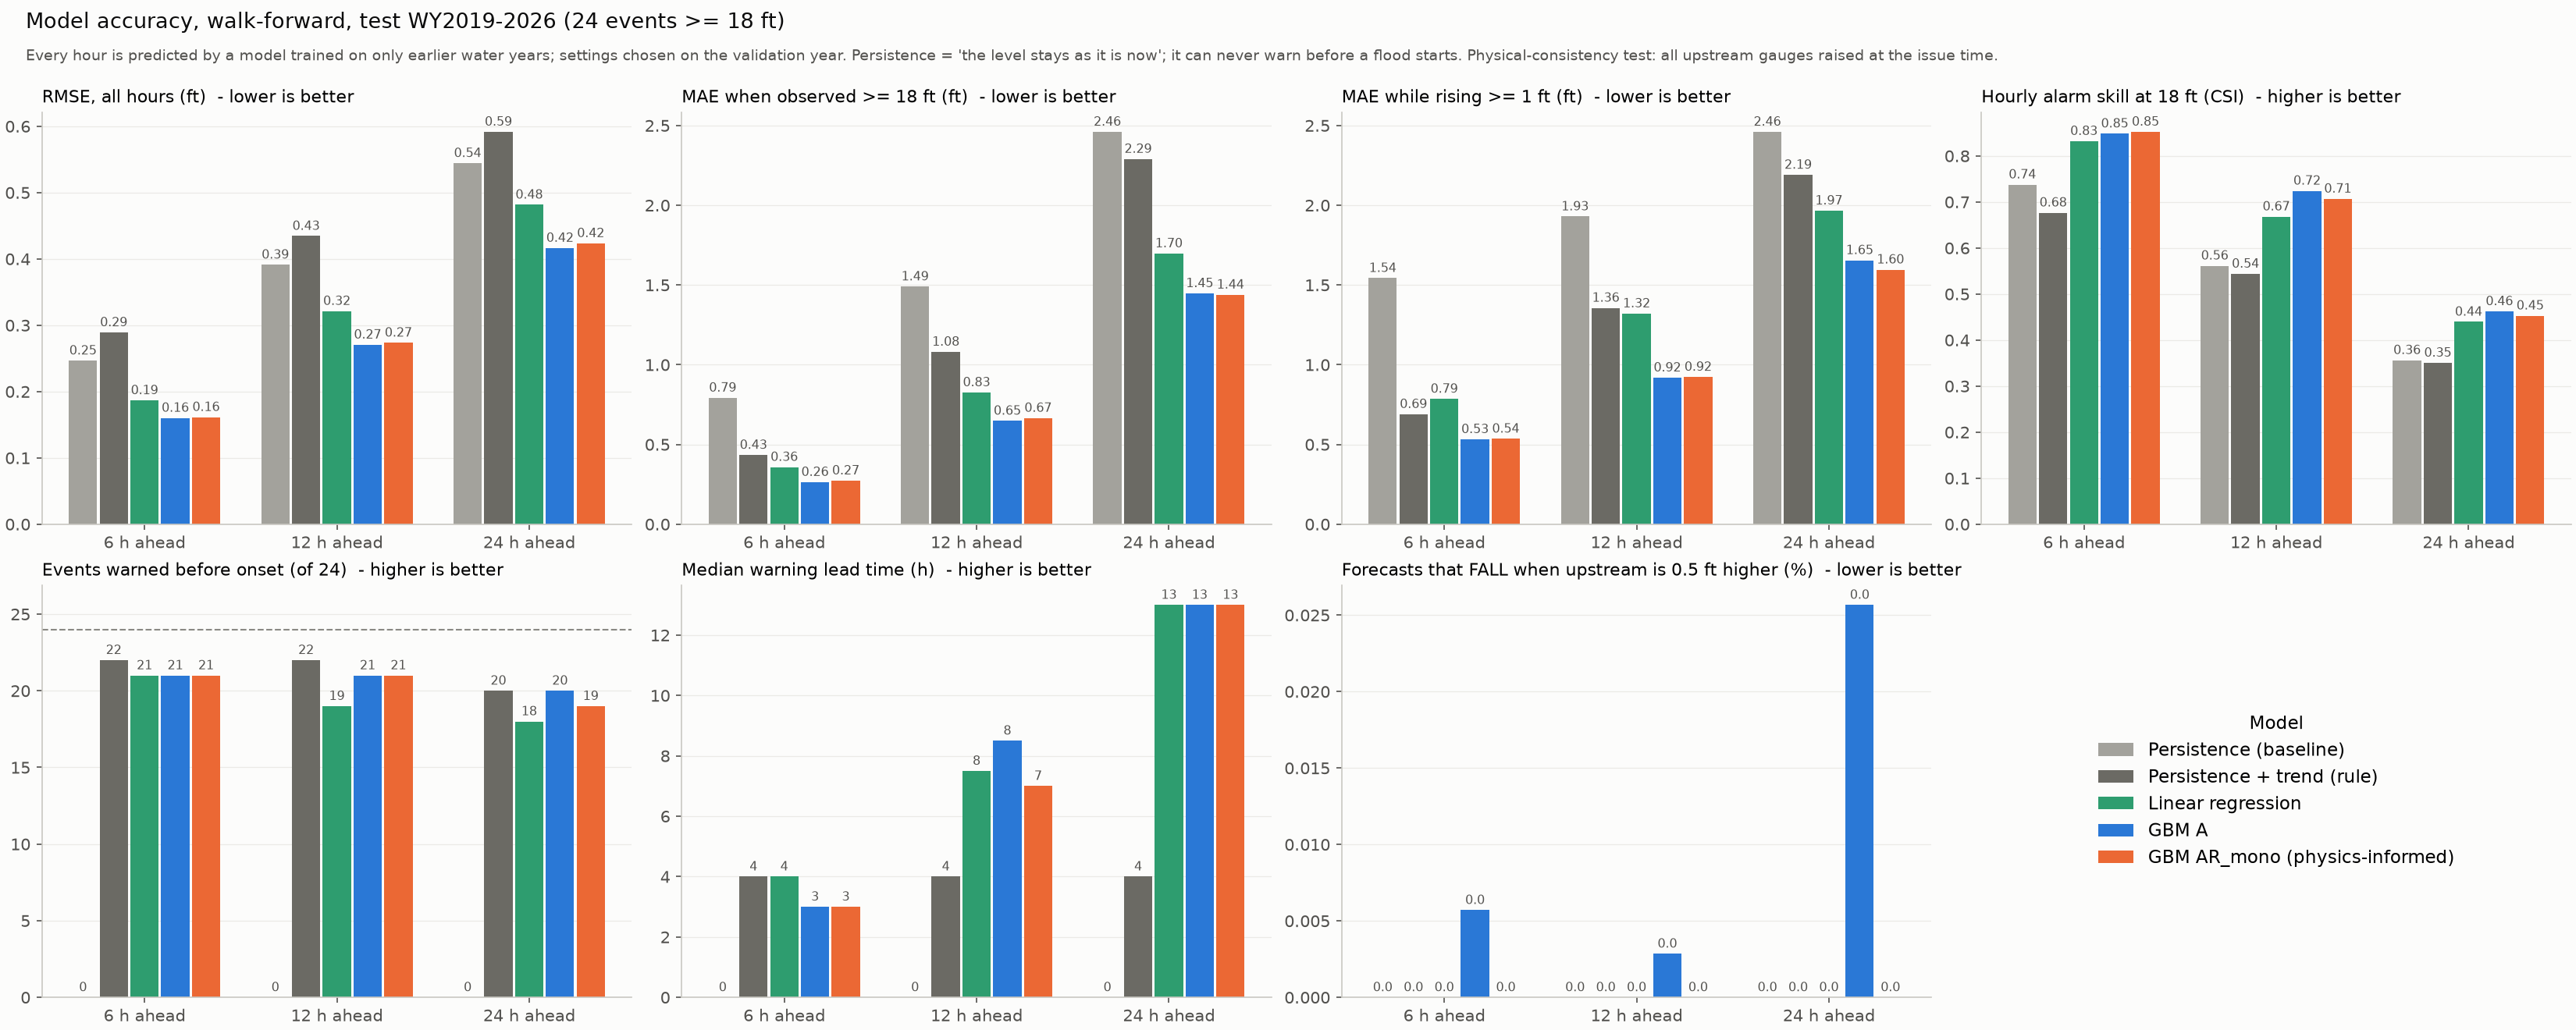 Model accuracy, walk-forward, test WY2019-2026 (24 events >= 18 ft)
Every hour is predicted by a model trained on only earlier water years; settings chosen on the validation year. Persistence = 'the level stays as it is now'; it can never warn before a flood starts. Physical-consistency test: all upstream gauges raised at the issue time.
RMSE, all hours (ft)  - lower is better
0.6
0.5
0.4
0.3
0.2
0.1
0.0
0.25 0.29 0.19 0.16 0.16
0.39 0.43 0.32 0.27 0.27
0.54 0.59 0.48 0.42 0.42
6 h ahead 12 h ahead 24 h ahead
MAE when observed >= 18 ft (ft)  - lower is better
2.5
2.0
1.5
1.0
0.5
0.0
0.79 0.43 0.36 0.26 0.27
1.49 1.08 0.83 0.65 0.67
2.46 2.29 1.70 1.45 1.44
6 h ahead 12 h ahead 24 h ahead
MAE while rising >= 1 ft (ft)  - lower is better
2.5
2.0
1.5
1.0
0.5
0.0
1.54 0.69 0.79 0.53 0.54
1.93 1.36 1.32 0.92 0.92
2.46 2.19 1.97 1.65 1.60
6 h ahead 12 h ahead 24 h ahead
Hourly alarm skill at 18 ft (CSI)  - higher is better
0.8
0.7
0.6
0.5
0.4
0.3
0.2
0.1
0.0
0.74 0.68 0.83 0.85 0.85
0.56 0.54 0.67 0.72 0.71
0.36 0.35 0.44 0.46 0.45
6 h ahead 12 h ahead 24 h ahead
Events warned before onset (of 24)  - higher is better
25
20
15
10
5
0
0 22 21 21 21
0 22 19 21 21
0 20 18 20 19
6 h ahead 12 h ahead 24 h ahead
Median warning lead time (h)  - higher is better
12
10
8
6
4
2
0
0 4 4 3 3
0 4 8 8 7
0 4 13 13 13
6 h ahead 12 h ahead 24 h ahead
Forecasts that FALL when upstream is 0.5 ft higher (%)  - lower is better
0.025
0.020
0.015
0.010
0.005
0.000
0.0 0.0 0.0 0.0 0.0
0.0 0.0 0.0 0.0 0.0
0.0 0.0 0.0 0.0 0.0
6 h ahead 12 h ahead 24 h ahead
Model
Persistence (baseline)
Persistence + trend (rule)
Linear regression
GBM A
GBM AR_mono (physics-informed)